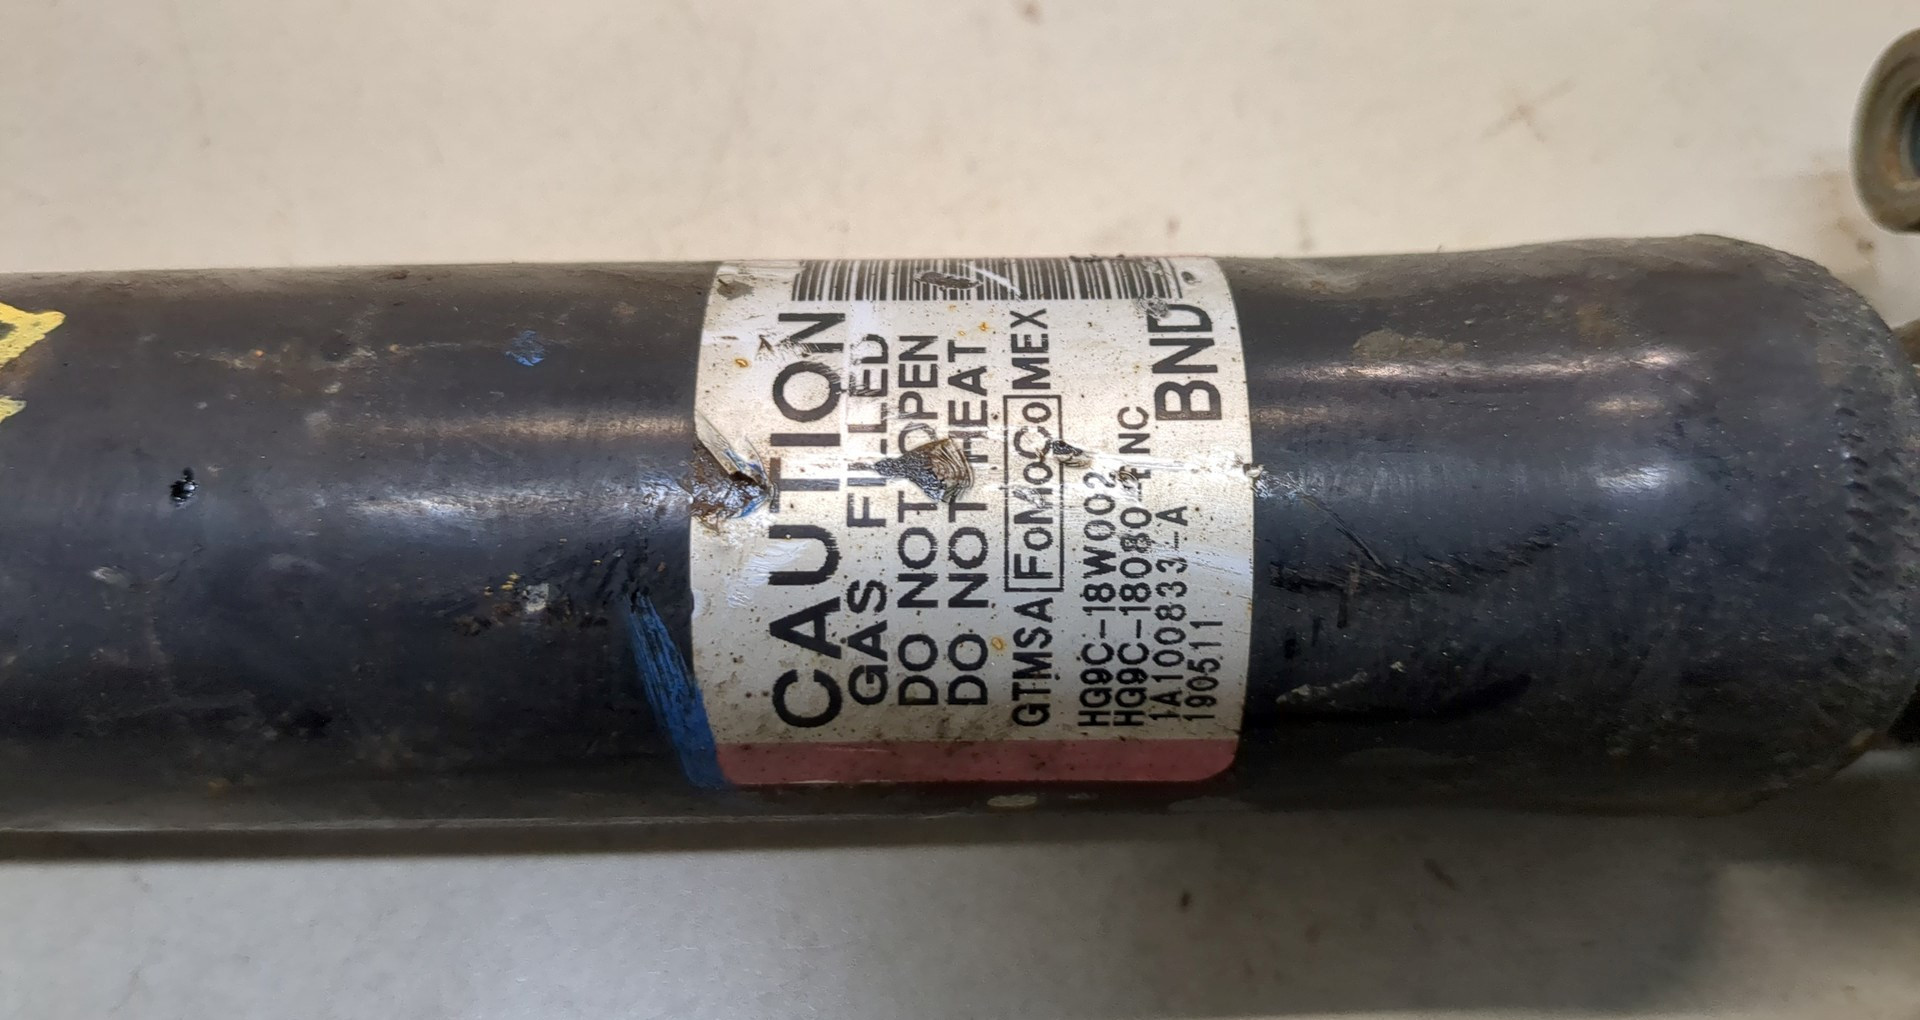 CAUTION
GAS FILLED
DO NOT OPEN
DO NOT HEAT
GTMSA FoMoCo MEX
HG9C-18W002
HG9C-18080-INC
1A100833-A
190511
BND